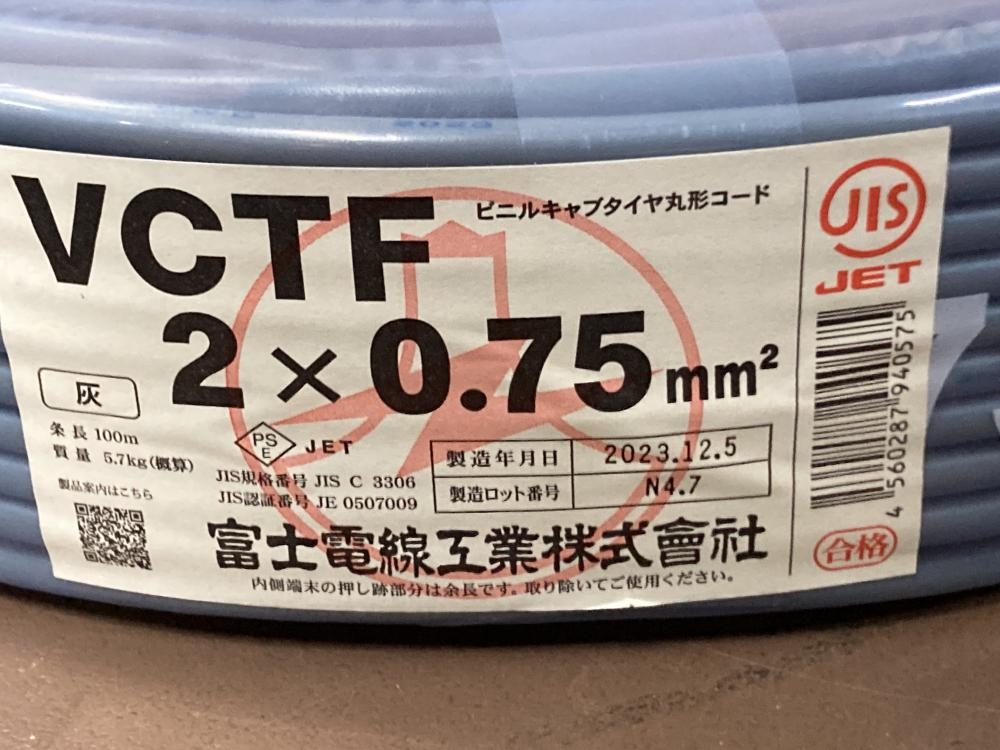 VCTF
ビニルキャブタイヤ丸形コード
2×0.75mm²
灰
条長 100m
質量 5.7kg(概算)
製品案内はこちら
PS
E
JET
JIS規格番号 JIS C 3306
JIS認証番号 JE 0507009
製造年月日 2023.12.5
製造ロット番号 N4.7
富士電線工業株式會社
内側端末の押し跡部分は余長です。取り除いてご使用ください。
JIS
JET
4 560287 940575
合格